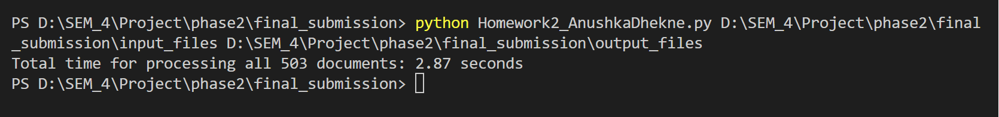 PS D:\SEM_4\Project\phase2\final_submission> python Homework2_AnushkaDhekne.py D:\SEM_4\Project\phase2\final
_submission\input_files D:\SEM_4\Project\phase2\final_submission\output_files
Total time for processing all 503 documents: 2.87 seconds
PS D:\SEM_4\Project\phase2\final_submission>